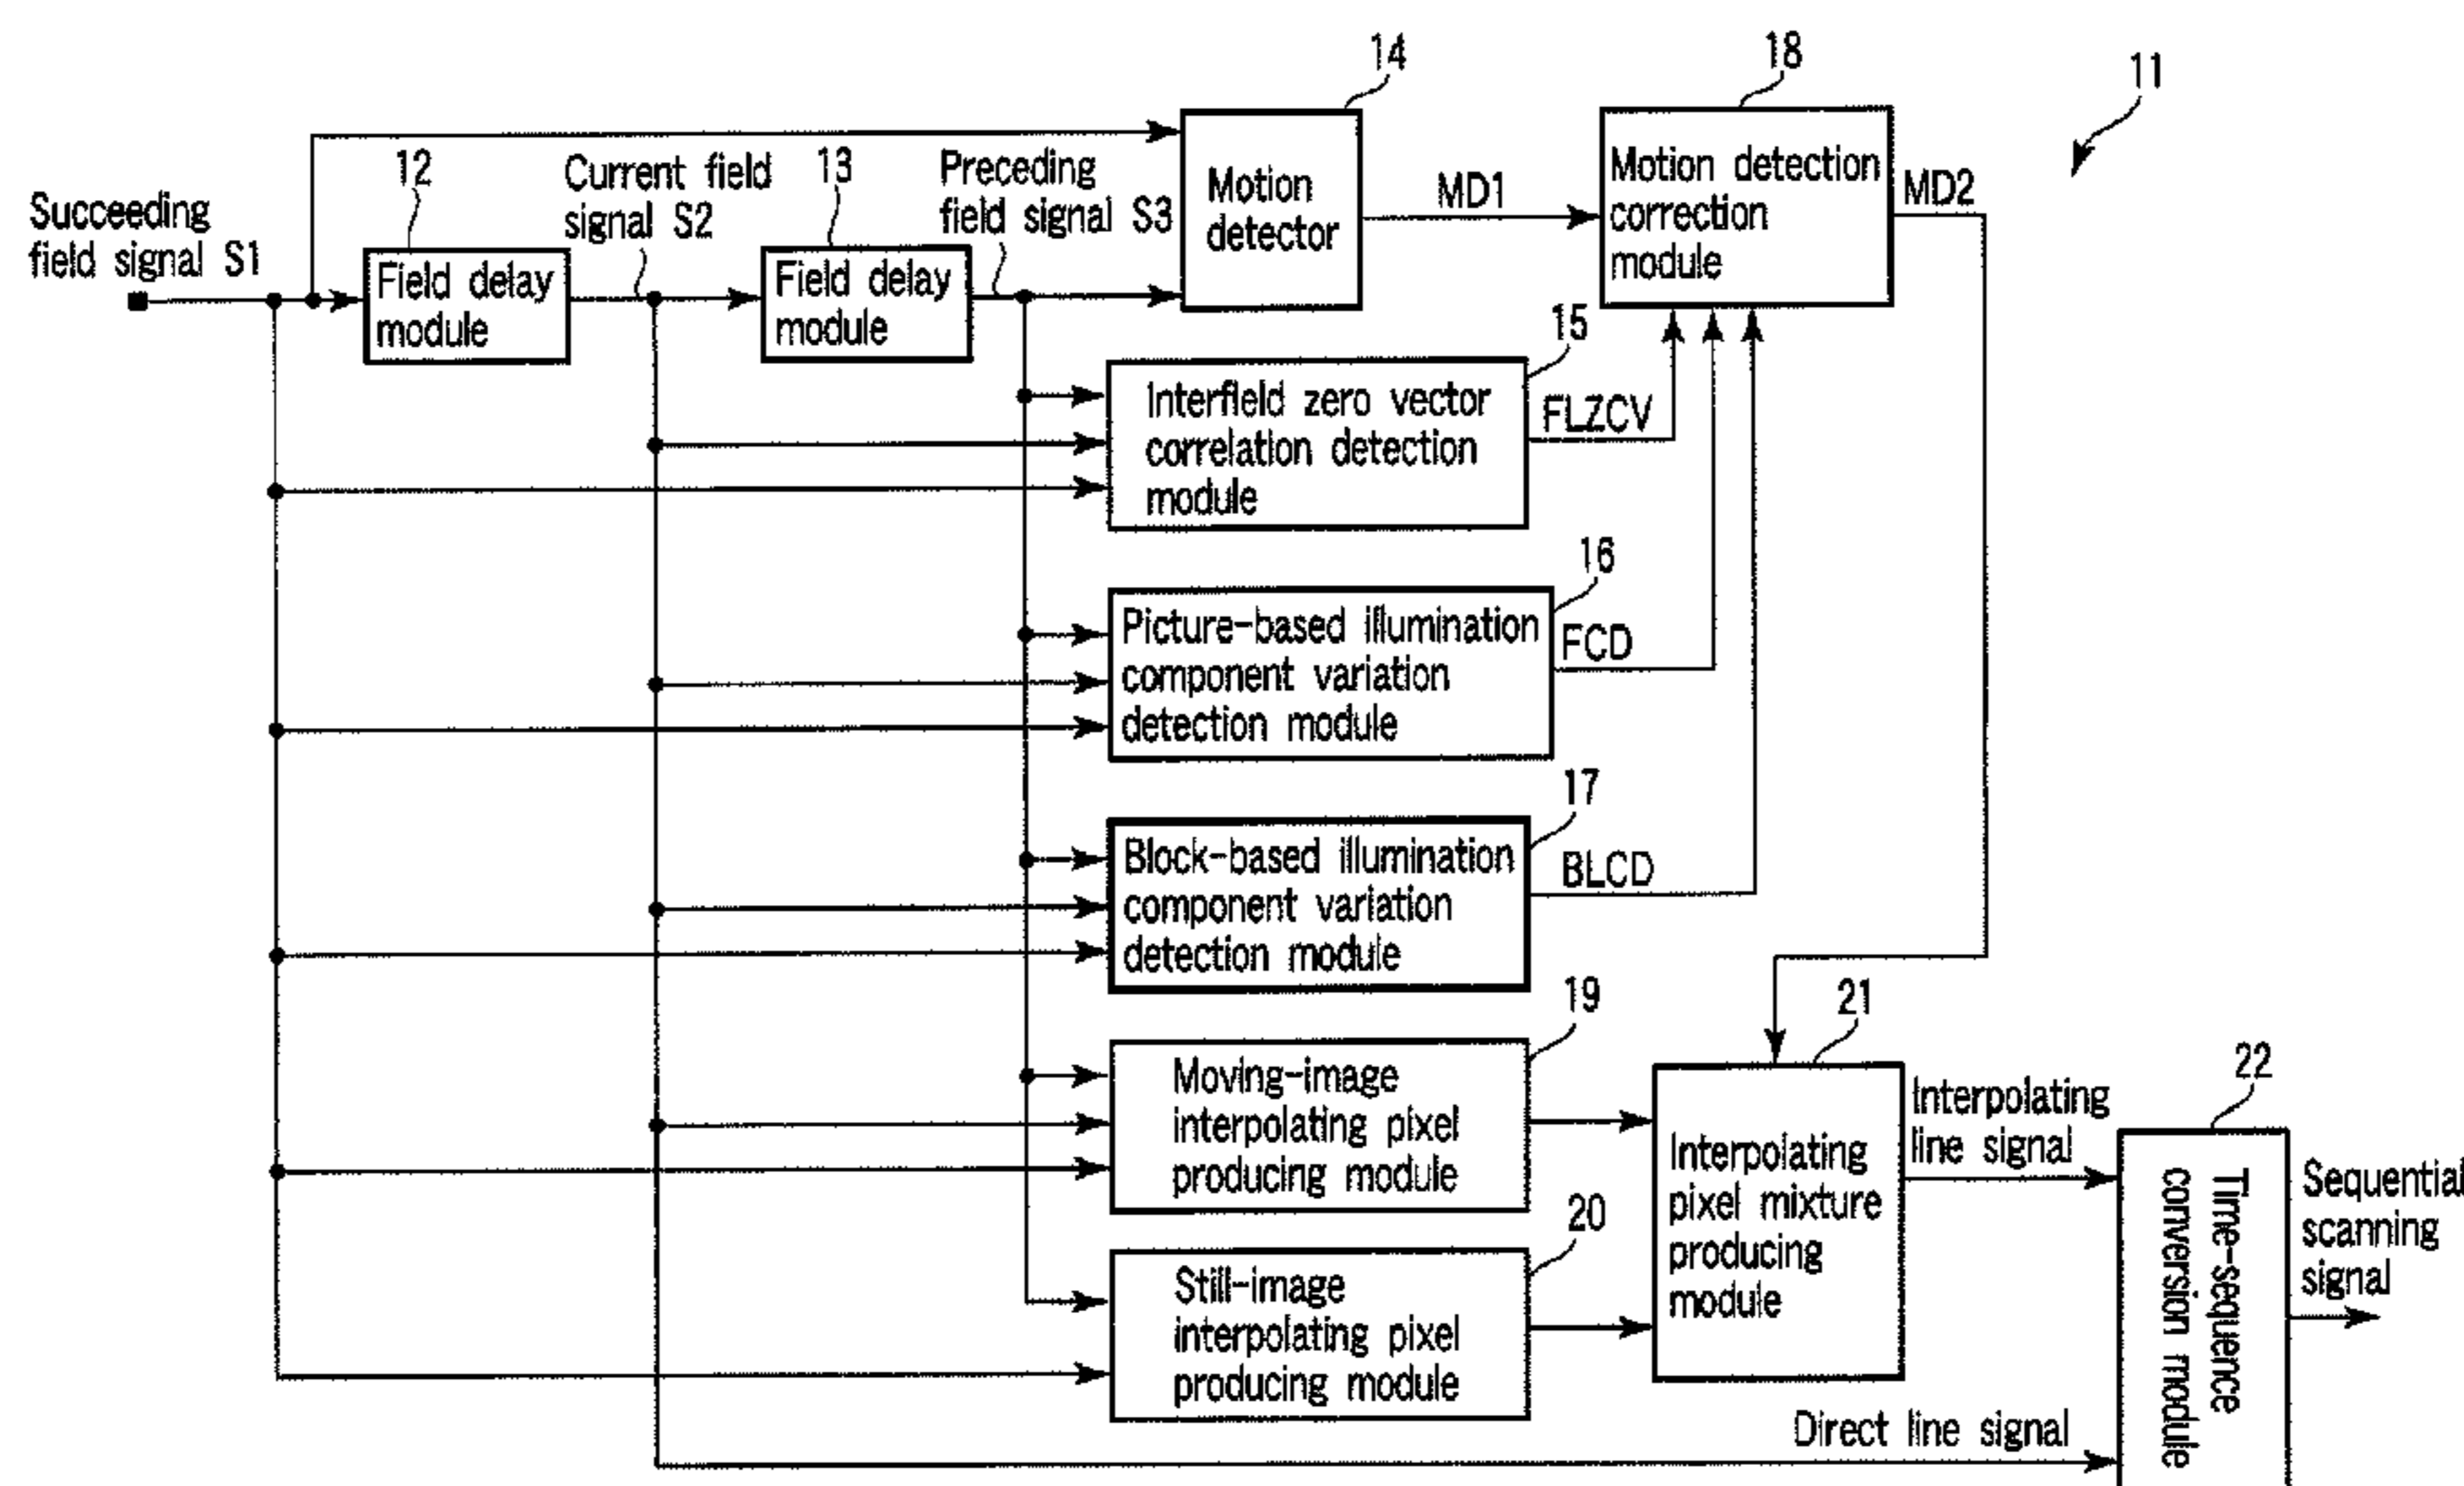 14
18
11
12
Current field
signal S2
13
Preceding
field signal S3
Succeeding
field signal S1
Field delay
module
Field delay
module
Motion
detector
MD1
Motion detection
correction
module
MD2
15
Interfield zero vector
correlation detection
module
FLZCV
16
Picture-based illumination
component variation
detection module
FCD
17
Block-based illumination
component variation
detection module
BLCD
19
Moving-image
interpolating pixel
producing module
21
Interpolating
pixel mixture
producing
module
Interpolating
line signal
22
Time-sequence
conversion module
Sequential
scanning
signal
20
Still-image
interpolating pixel
producing module
Direct line signal